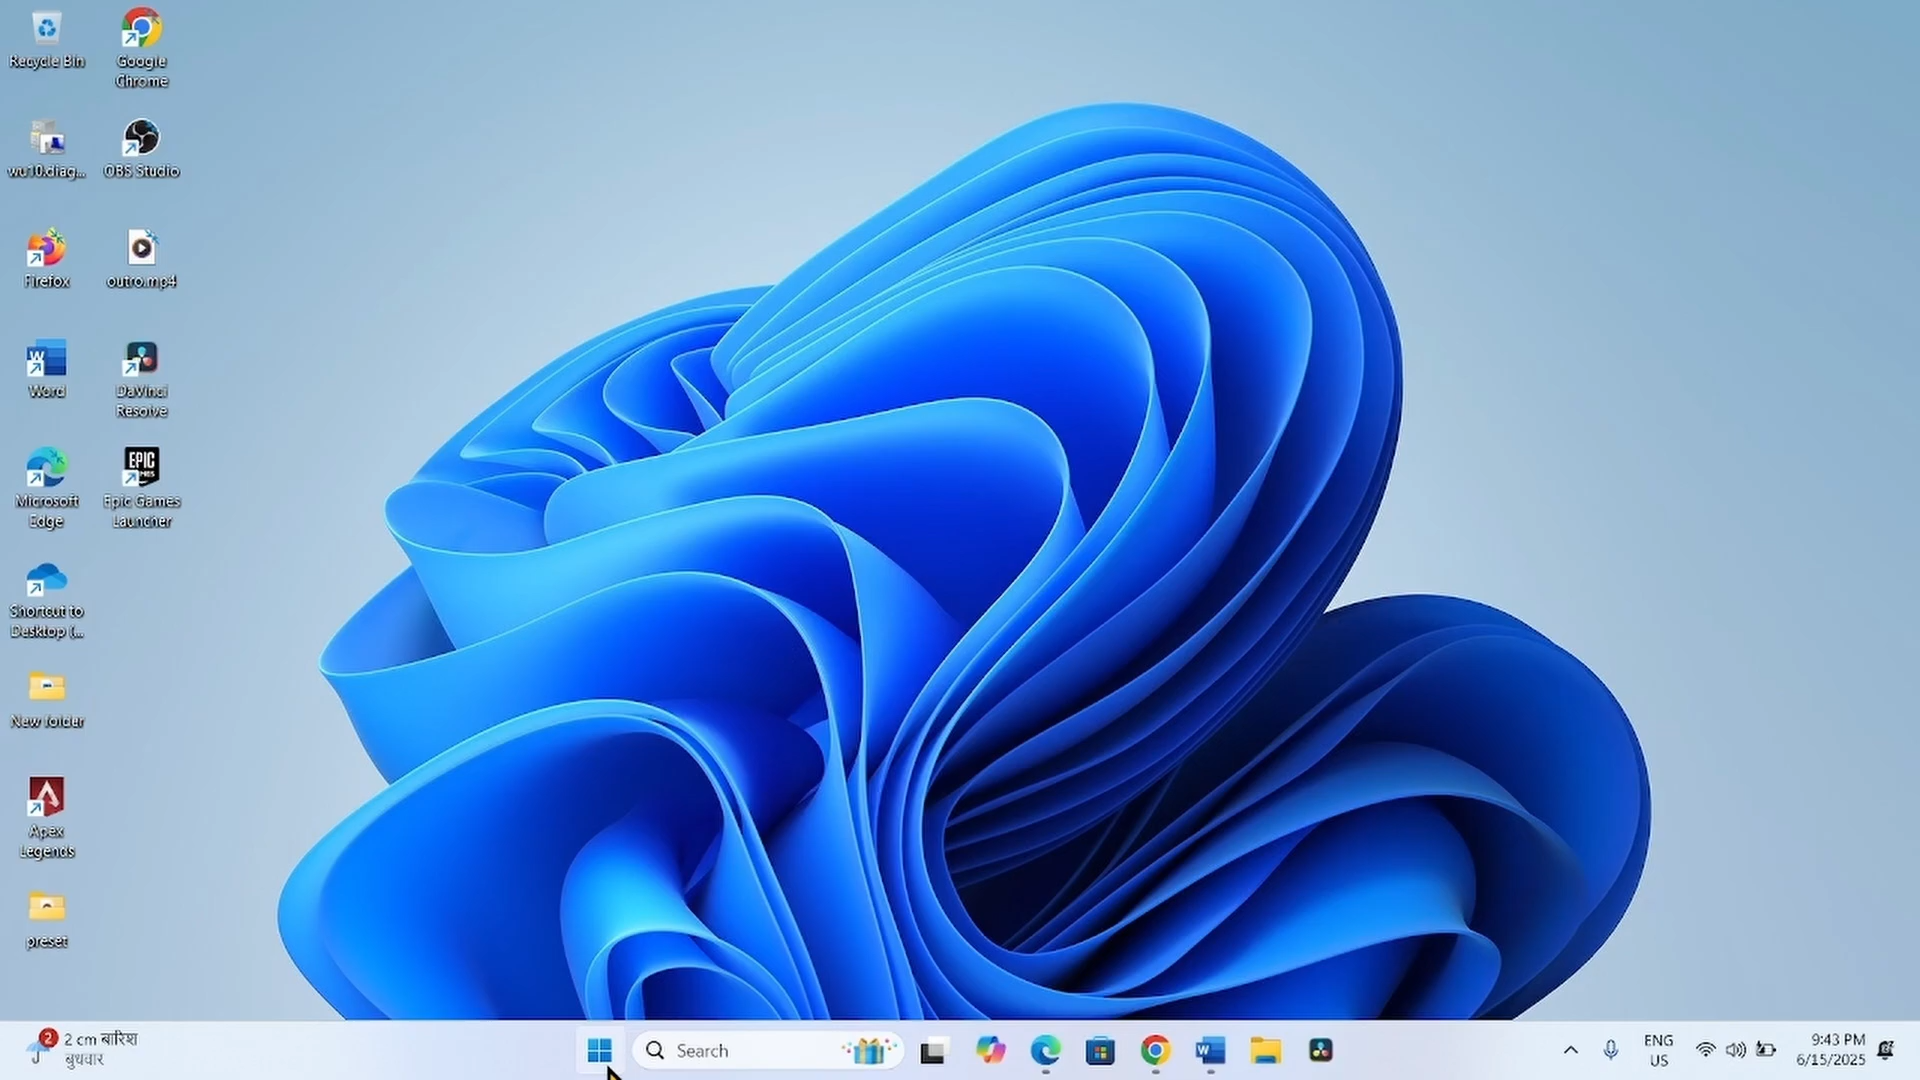 Recycle Bin
Google
Chrome
wu10.diag...
OBS Studio
Firefox
outro.mp4
Word
DaVinci
Resolve
Microsoft
Edge
EPIC
GAMES
Epic Games
Launcher
Shortcut to
Desktop (...
New folder
Apex
Legends
preset
2
2 cm बारिश
बुधवार
Search
ENG
US
9:43 PM
6/15/2025